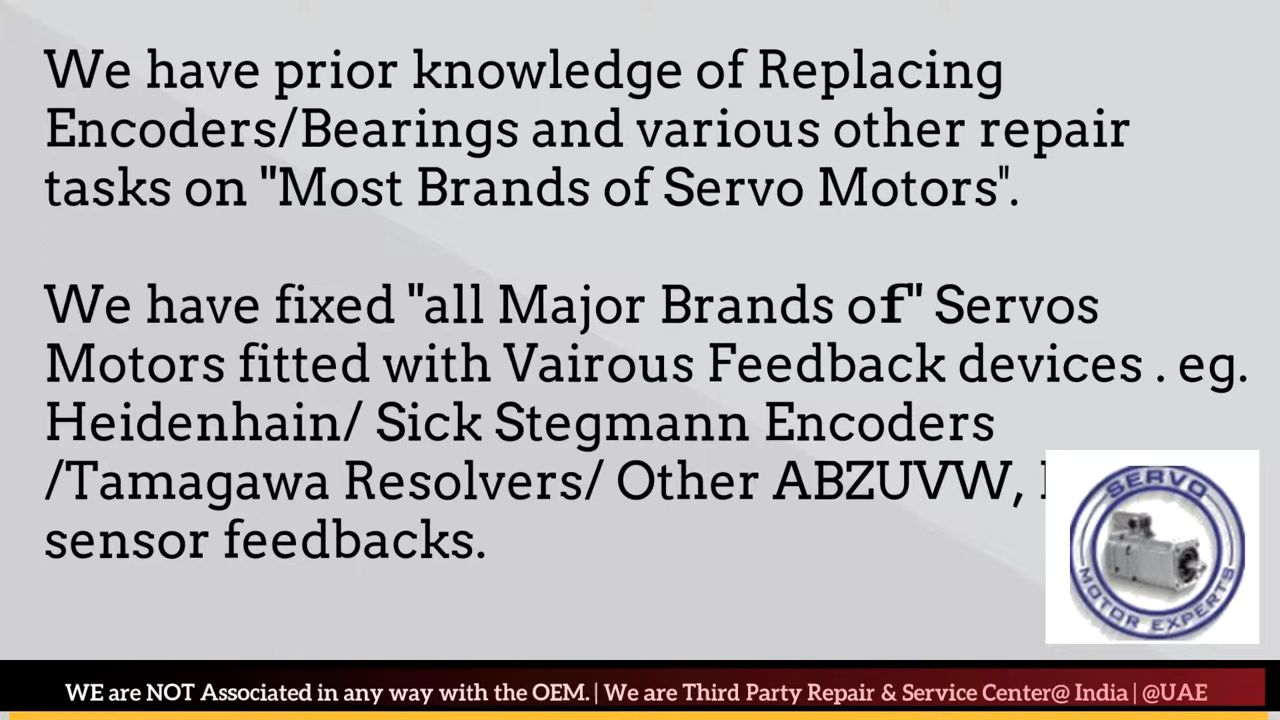 We have prior knowledge of Replacing
Encoders/Bearings and various other repair
tasks on "Most Brands of Servo Motors".
We have fixed "all Major Brands of" Servos
Motors fitted with Vairous Feedback devices . eg.
Heidenhain/ Sick Stegmann Encoders
/Tamagawa Resolvers/ Other ABZUVW,
sensor feedbacks.
SERVO
MOTOR EXPERTS
WE are NOT Associated in any way with the OEM. | We are Third Party Repair & Service Center@ India | @UAE